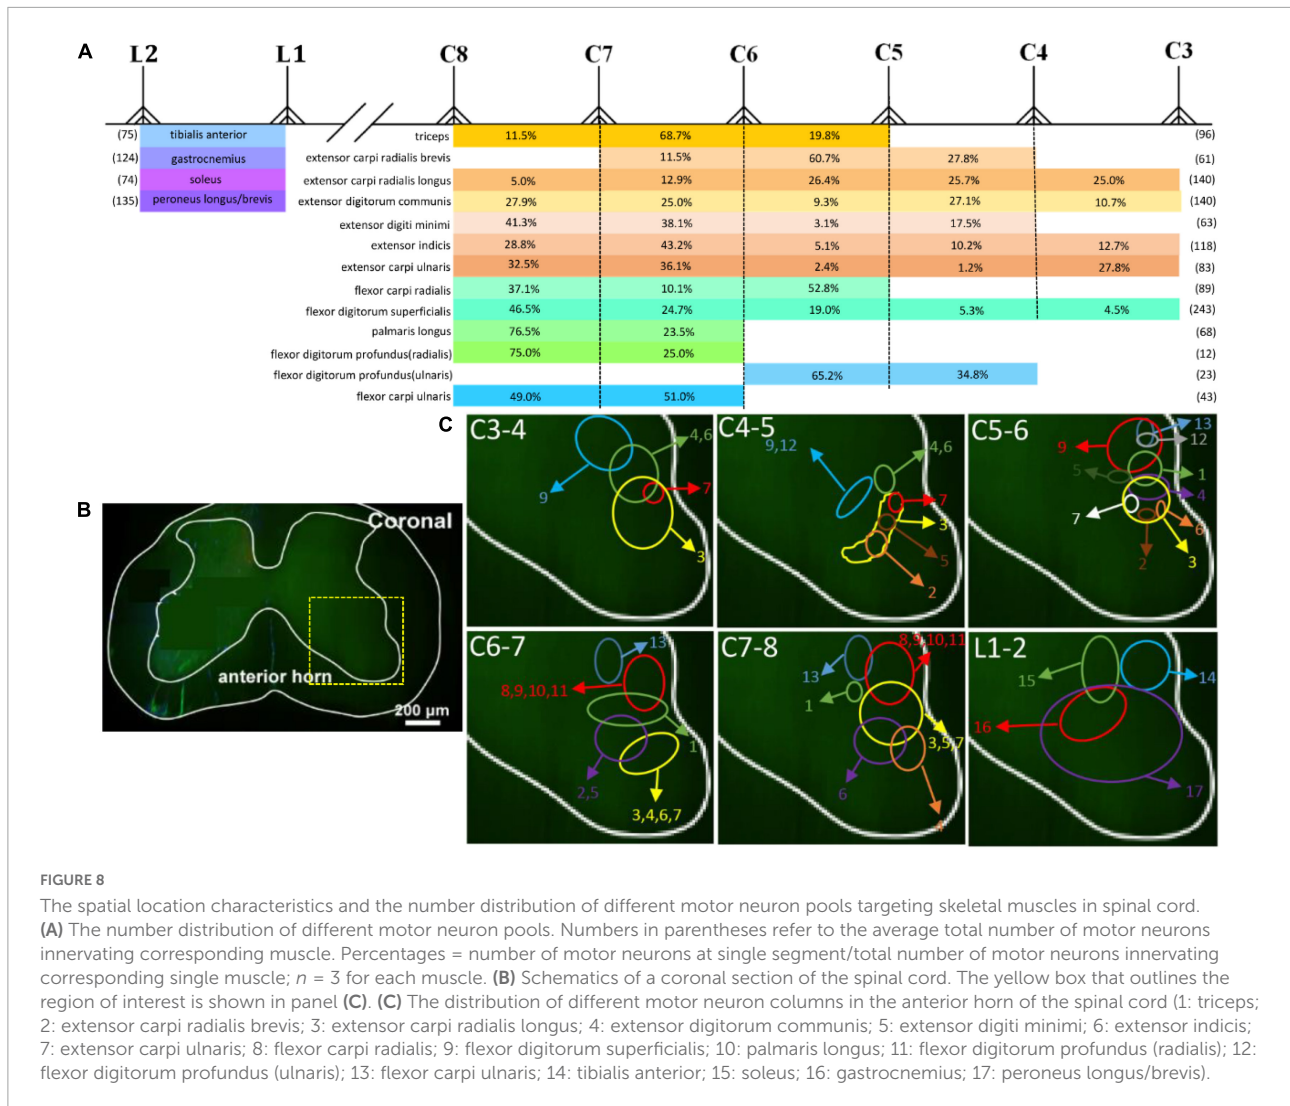 A
L2 L1 C8 C7 C6 C5 C4 C3
(75) tibialis anterior triceps 11.5% 68.7% 19.8% (96)
(124) gastrocnemius extensor carpi radialis brevis 11.5% 60.7% 27.8% (61)
(74) soleus extensor carpi radialis longus 5.0% 12.9% 26.4% 25.7% 25.0% (140)
(135) peroneus longus/brevis extensor digitorum communis 27.9% 25.0% 9.3% 27.1% 10.7% (140)
extensor digiti minimi 41.3% 38.1% 3.1% 17.5% (63)
extensor indicis 28.8% 43.2% 5.1% 10.2% 12.7% (118)
extensor carpi ulnaris 32.5% 36.1% 2.4% 1.2% 27.8% (83)
flexor carpi radialis 37.1% 10.1% 52.8% (89)
flexor digitorum superficialis 46.5% 24.7% 19.0% 5.3% 4.5% (243)
palmaris longus 76.5% 23.5% (68)
flexor digitorum profundus(radialis) 75.0% 25.0% (12)
flexor digitorum profundus(ulnaris) 65.2% 34.8% (23)
flexor carpi ulnaris 49.0% 51.0% (43)
B
Coronal
anterior horn
200 µm
C
C3-4
4,6
9
7
3
C4-5
9,12
4,6
7
3
5
2
C5-6
13
12
9
5
1
4
7
6
2
3
C6-7
13
8,9,10,11
1
2,5
3,4,6,7
C7-8
8,9,10,11
13
1
3,5,7
6
4
L1-2
15
14
16
17
FIGURE 8
The spatial location characteristics and the number distribution of different motor neuron pools targeting skeletal muscles in spinal cord.
(A) The number distribution of different motor neuron pools. Numbers in parentheses refer to the average total number of motor neurons
innervating corresponding muscle. Percentages = number of motor neurons at single segment/total number of motor neurons innervating
corresponding single muscle; n = 3 for each muscle. (B) Schematics of a coronal section of the spinal cord. The yellow box that outlines the
region of interest is shown in panel (C). (C) The distribution of different motor neuron columns in the anterior horn of the spinal cord (1: triceps;
2: extensor carpi radialis brevis; 3: extensor carpi radialis longus; 4: extensor digitorum communis; 5: extensor digiti minimi; 6: extensor indicis;
7: extensor carpi ulnaris; 8: flexor carpi radialis; 9: flexor digitorum superficialis; 10: palmaris longus; 11: flexor digitorum profundus (radialis); 12:
flexor digitorum profundus (ulnaris); 13: flexor carpi ulnaris; 14: tibialis anterior; 15: soleus; 16: gastrocnemius; 17: peroneus longus/brevis).